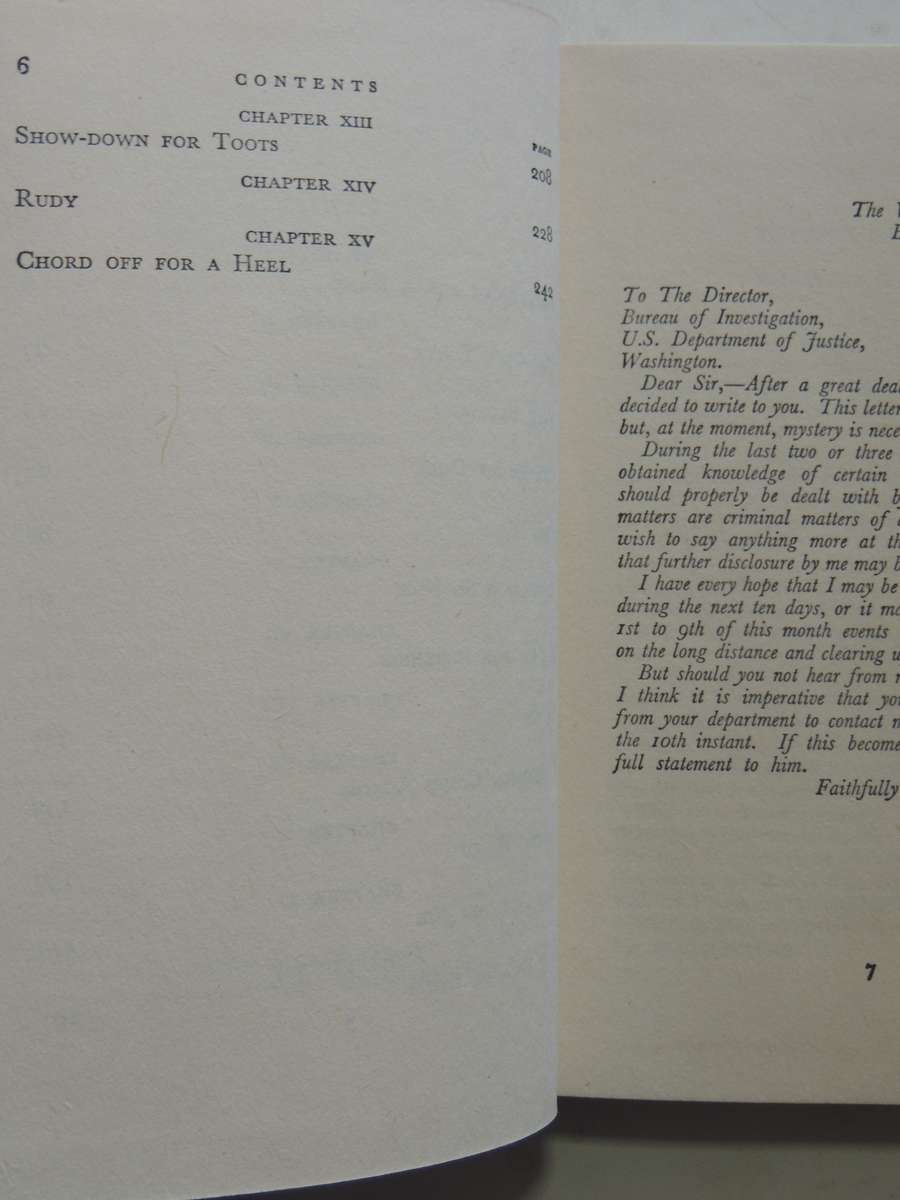 6
CONTENTS
CHAPTER XIII
PAGE
SHOW-DOWN FOR TOOTS 208
CHAPTER XIV
RUDY 228
CHAPTER XV
CHORD OFF FOR A HEEL 242
The
To The Director,
Bureau of Investigation,
U.S. Department of Justice,
Washington.
Dear Sir,—After a great
decided to write to you. This letter
but, at the moment, mystery is
During the last two or three
obtained knowledge of certain
should properly be dealt with
matters are criminal matters of
wish to say anything more at
that further disclosure by me may
I have every hope that I may be
during the next ten days, or it
1st to 9th of this month events
on the long distance and clearing
But should you not hear from
I think it is imperative that
from your department to contact
the 10th instant. If this
full statement to him.
Faithfully
7